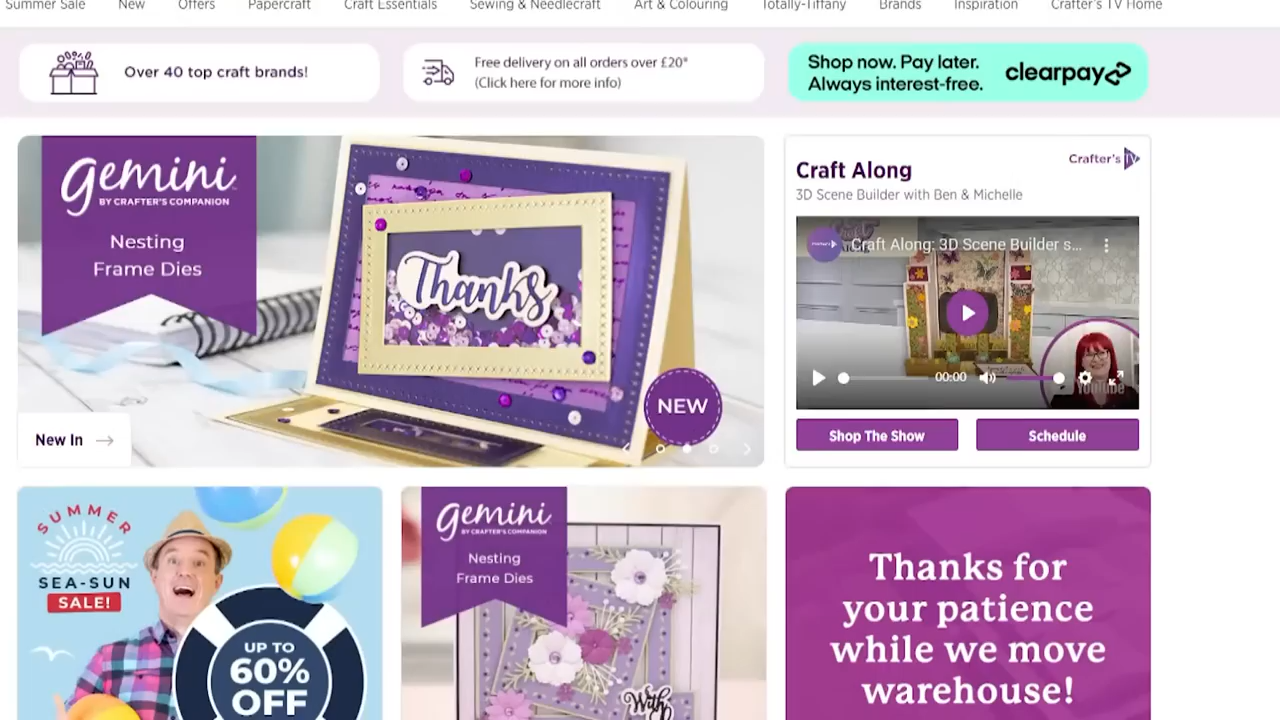 Summer Sale New Offers Papercraft Craft Essentials Sewing & Needlecraft Art & Colouring Totally-Tiffany Brands Inspiration Crafter's TV Home
Over 40 top craft brands!
Free delivery on all orders over £20*
(Click here for more info)
Shop now. Pay later.
Always interest-free.
clearpay
gemini
BY CRAFTER'S COMPANION
Nesting
Frame Dies
Thanks
NEW
New In
Craft Along
Crafter's TV
3D Scene Builder with Ben & Michelle
Craft Along: 3D Scene Builder s...
00:00
YouTube
Shop The Show
Schedule
SUMMER
SEA-SUN
SALE!
UP TO
60%
OFF
gemini
BY CRAFTER'S COMPANION
Nesting
Frame Dies
With
Thanks for
your patience
while we move
warehouse!